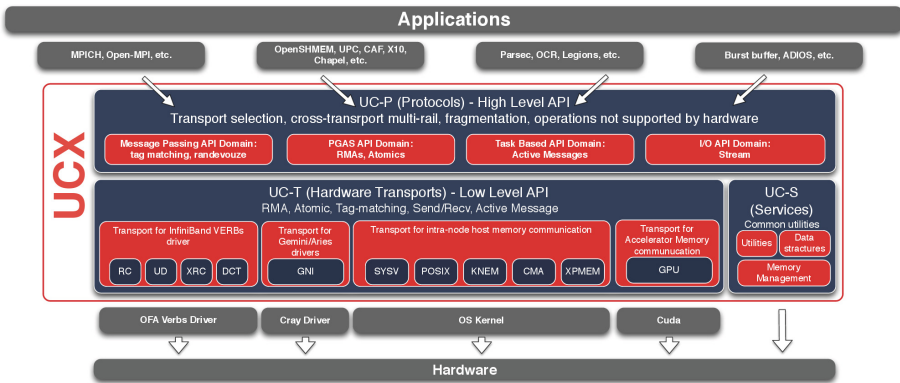 Applications
MPICH, Open-MPI, etc.
OpenSHMEM, UPC, CAF, X10,
Chapel, etc.
Parsec, OCR, Legions, etc.
Burst buffer, ADIOS, etc.
UCX
UC-P (Protocols) - High Level API
Transport selection, cross-transrport multi-rail, fragmentation, operations not supported by hardware
Message Passing API Domain:
tag matching, randevouze
PGAS API Domain:
RMAs, Atomics
Task Based API Domain:
Active Messages
I/O API Domain:
Stream
UC-T (Hardware Transports) - Low Level API
RMA, Atomic, Tag-matching, Send/Recv, Active Message
Transport for InfiniBand VERBs
driver
RC
UD
XRC
DCT
Transport for
Gemini/Aries
drivers
GNI
Transport for intra-node host memory communication
SYSV
POSIX
KNEM
CMA
XPMEM
Transport for
Accelerator Memory
communucation
GPU
UC-S
(Services)
Common utilities
Utilities
Data
stractures
Memory
Management
OFA Verbs Driver
Cray Driver
OS Kernel
Cuda
Hardware